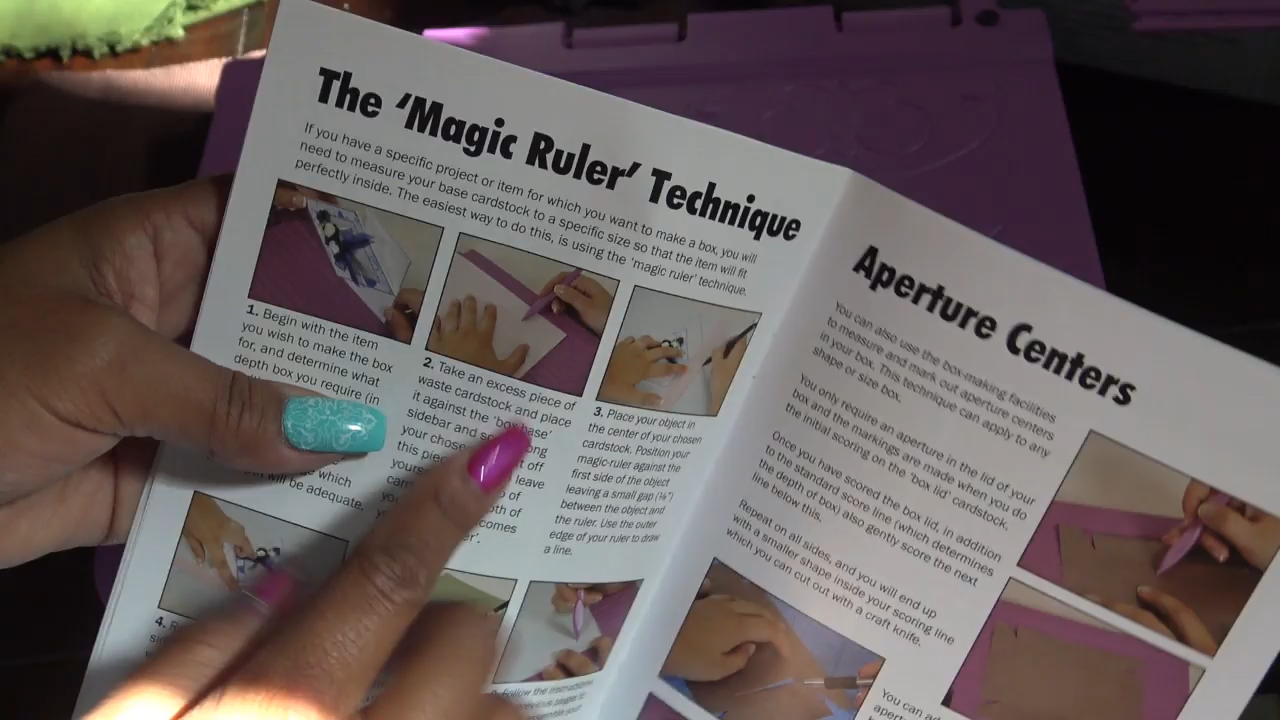 The 'Magic Ruler' Technique
If you have a specific project or item for which you want to make a box, you will
need to measure your base cardstock to a specific size so that the item will fit
perfectly inside. The easiest way to do this, is using the 'magic ruler' technique.
1. Begin with the item
you wish to make the box
for, and determine what
depth box you require (in
which
will be adequate.
2. Take an excess piece of
waste cardstock and place
it against the 'box base'
sidebar and
your chosen
this
off
leave
of
comes
3. Place your object in
the center of your chosen
cardstock. Position your
magic-ruler against the
first side of the object
leaving a small gap (⅛")
between the object and
the ruler. Use the outer
edge of your ruler to draw
a line.
4.
Follow the instructions
Aperture Centers
You can also use the box-making facilities
to measure and mark out aperture centers
in your box. This technique can apply to any
shape or size box.
You only require an aperture in the lid of your
box and the markings are made when you do
the initial scoring on the 'box lid' cardstock.
Once you have scored the box lid, in addition
to the standard score line (which determines
the depth of box) also gently score the next
line below this.
Repeat on all sides, and you will end up
with a smaller shape inside your scoring line
which you can cut out with a craft knife.
You can